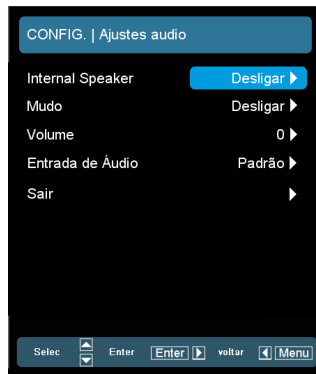 CONFIG. | Ajustes audio
Internal Speaker Desligar
Mudo Desligar
Volume 0
Entrada de Áudio Padrão
Sair
Selec Enter Enter voltar Menu